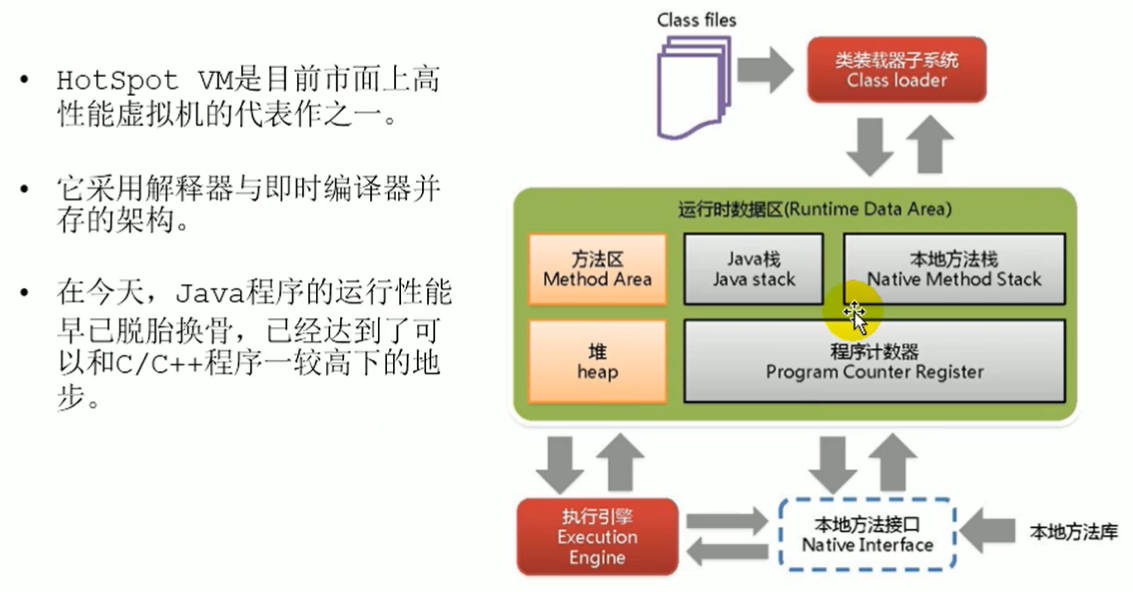 • HotSpot VM是目前市面上高
性能虚拟机的代表作之一。
• 它采用解释器与即时编译器并
存的架构。
• 在今天，Java程序的运行性能
早已脱胎换骨，已经达到了可
以和C/C++程序一较高下的地
步。
Class files
类装载器子系统
Class loader
运行时数据区(Runtime Data Area)
方法区
Method Area
Java栈
Java stack
本地方法栈
Native Method Stack
堆
heap
程序计数器
Program Counter Register
执行引擎
Execution
Engine
本地方法接口
Native Interface
本地方法库